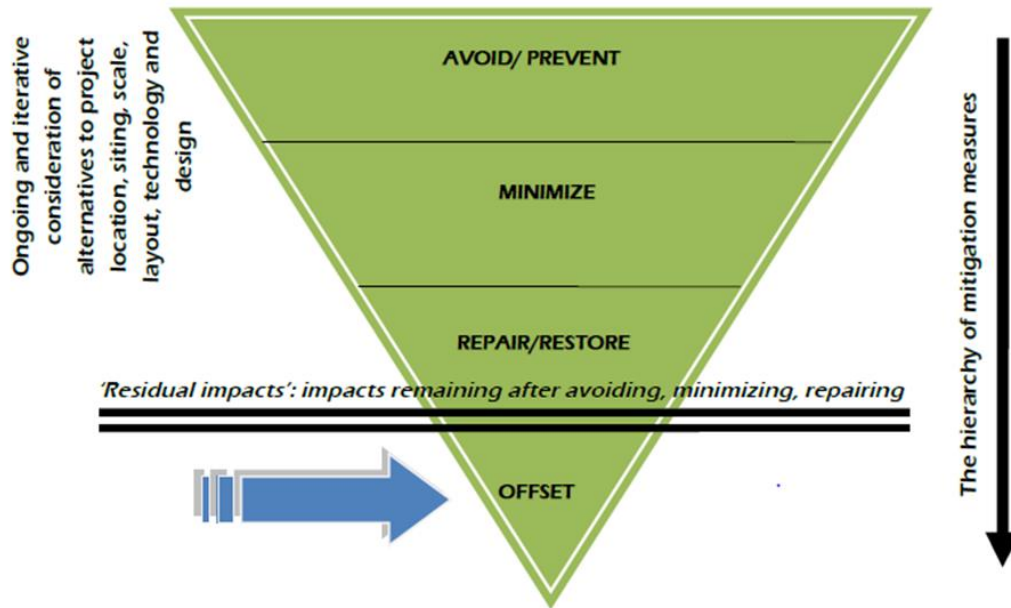 Ongoing and iterative
consideration of
alternatives to project
location, siting, scale,
layout, technology and
design
AVOID/ PREVENT
MINIMIZE
REPAIR/RESTORE
'Residual impacts': impacts remaining after avoiding, minimizing, repairing
OFFSET
The hierarchy of mitigation measures